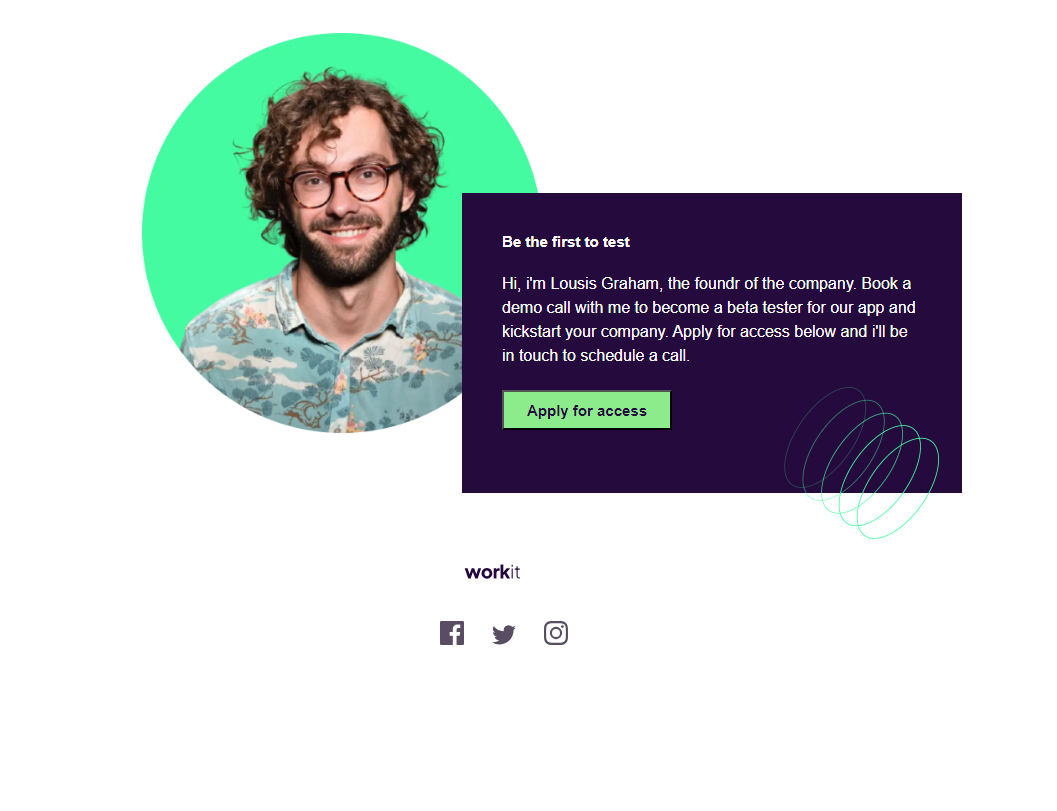 Be the first to test
Hi, i'm Lousis Graham, the foundr of the company. Book a
demo call with me to become a beta tester for our app and
kickstart your company. Apply for access below and i'll be
in touch to schedule a call.
Apply for access
workit